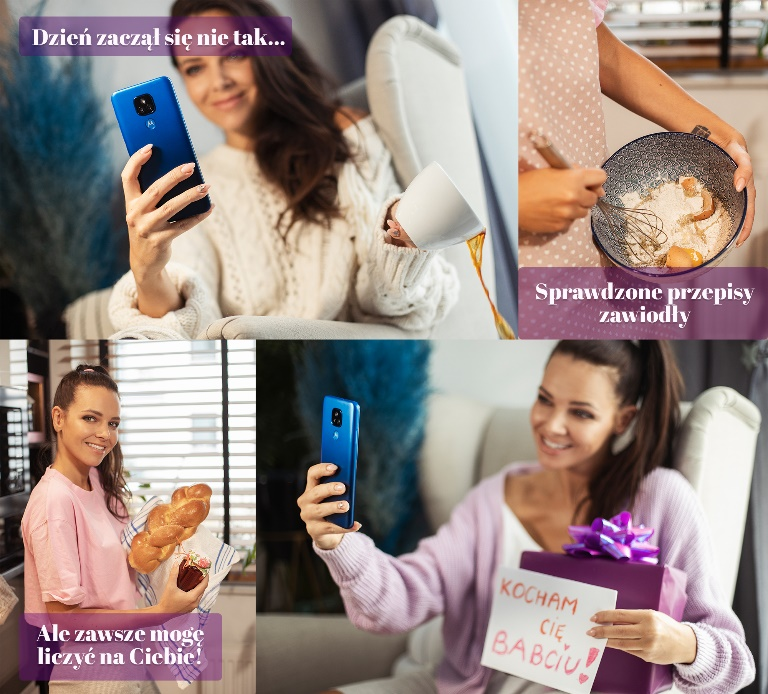 Dzień zaczął się nie tak...
Sprawdzone przepisy
zawiodły
Ale zawsze mogę
liczyć na Ciebie!
KOCHAM
CIĘ
BABCIU!